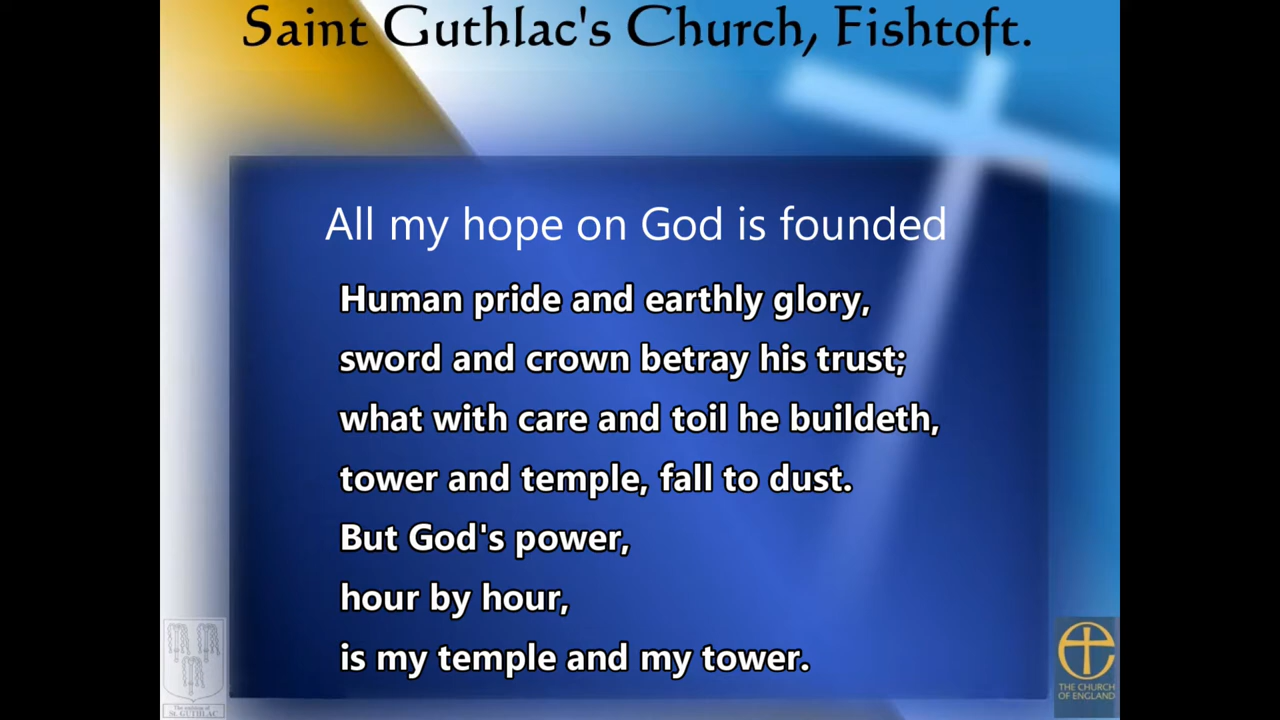 Saint Guthlac's Church, Fishtoft.
All my hope on God is founded
Human pride and earthly glory,
sword and crown betray his trust;
what with care and toil he buildeth,
tower and temple, fall to dust.
But God's power,
hour by hour,
is my temple and my tower.
THE CHURCH
OF ENGLAND
St. GUTHLAC